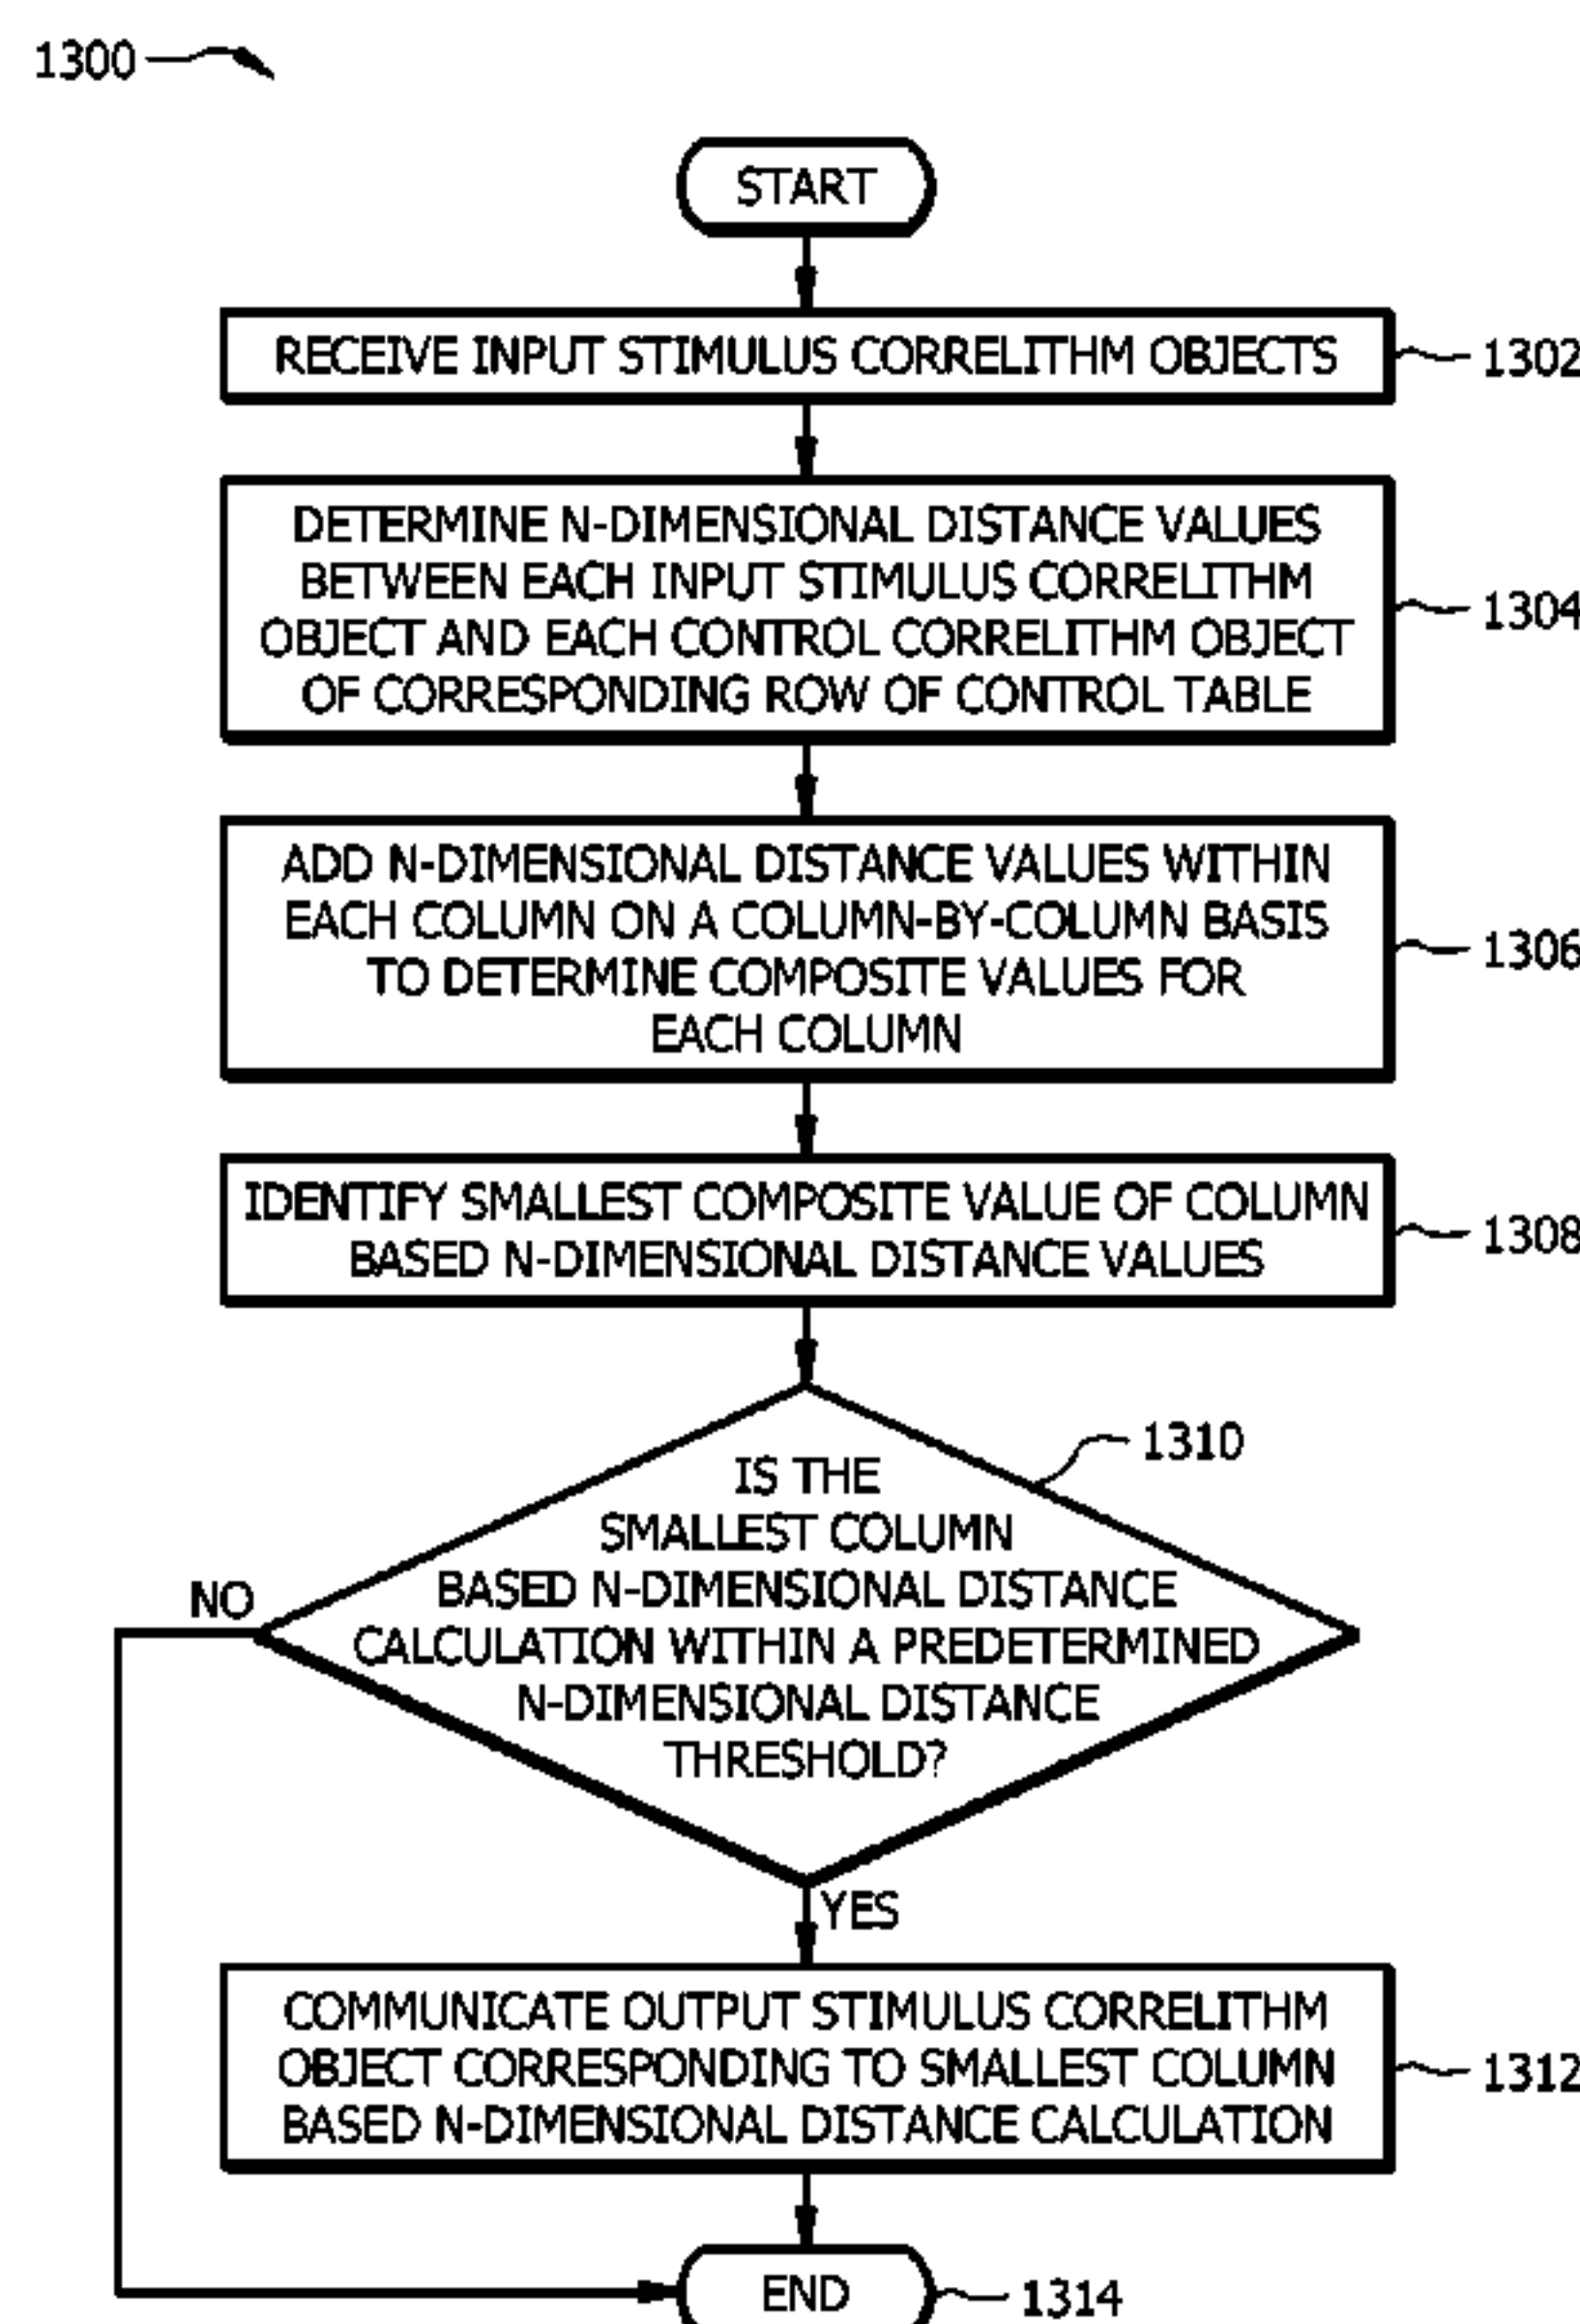 1300
START
RECEIVE INPUT STIMULUS CORRELITHM OBJECTS
1302
DETERMINE N-DIMENSIONAL DISTANCE VALUES
BETWEEN EACH INPUT STIMULUS CORRELITHM
OBJECT AND EACH CONTROL CORRELITHM OBJECT
OF CORRESPONDING ROW OF CONTROL TABLE
1304
ADD N-DIMENSIONAL DISTANCE VALUES WITHIN
EACH COLUMN ON A COLUMN-BY-COLUMN BASIS
TO DETERMINE COMPOSITE VALUES FOR
EACH COLUMN
1306
IDENTIFY SMALLEST COMPOSITE VALUE OF COLUMN
BASED N-DIMENSIONAL DISTANCE VALUES
1308
1310
IS THE
SMALLEST COLUMN
BASED N-DIMENSIONAL DISTANCE
CALCULATION WITHIN A PREDETERMINED
N-DIMENSIONAL DISTANCE
THRESHOLD?
NO
YES
COMMUNICATE OUTPUT STIMULUS CORRELITHM
OBJECT CORRESPONDING TO SMALLEST COLUMN
BASED N-DIMENSIONAL DISTANCE CALCULATION
1312
END
1314